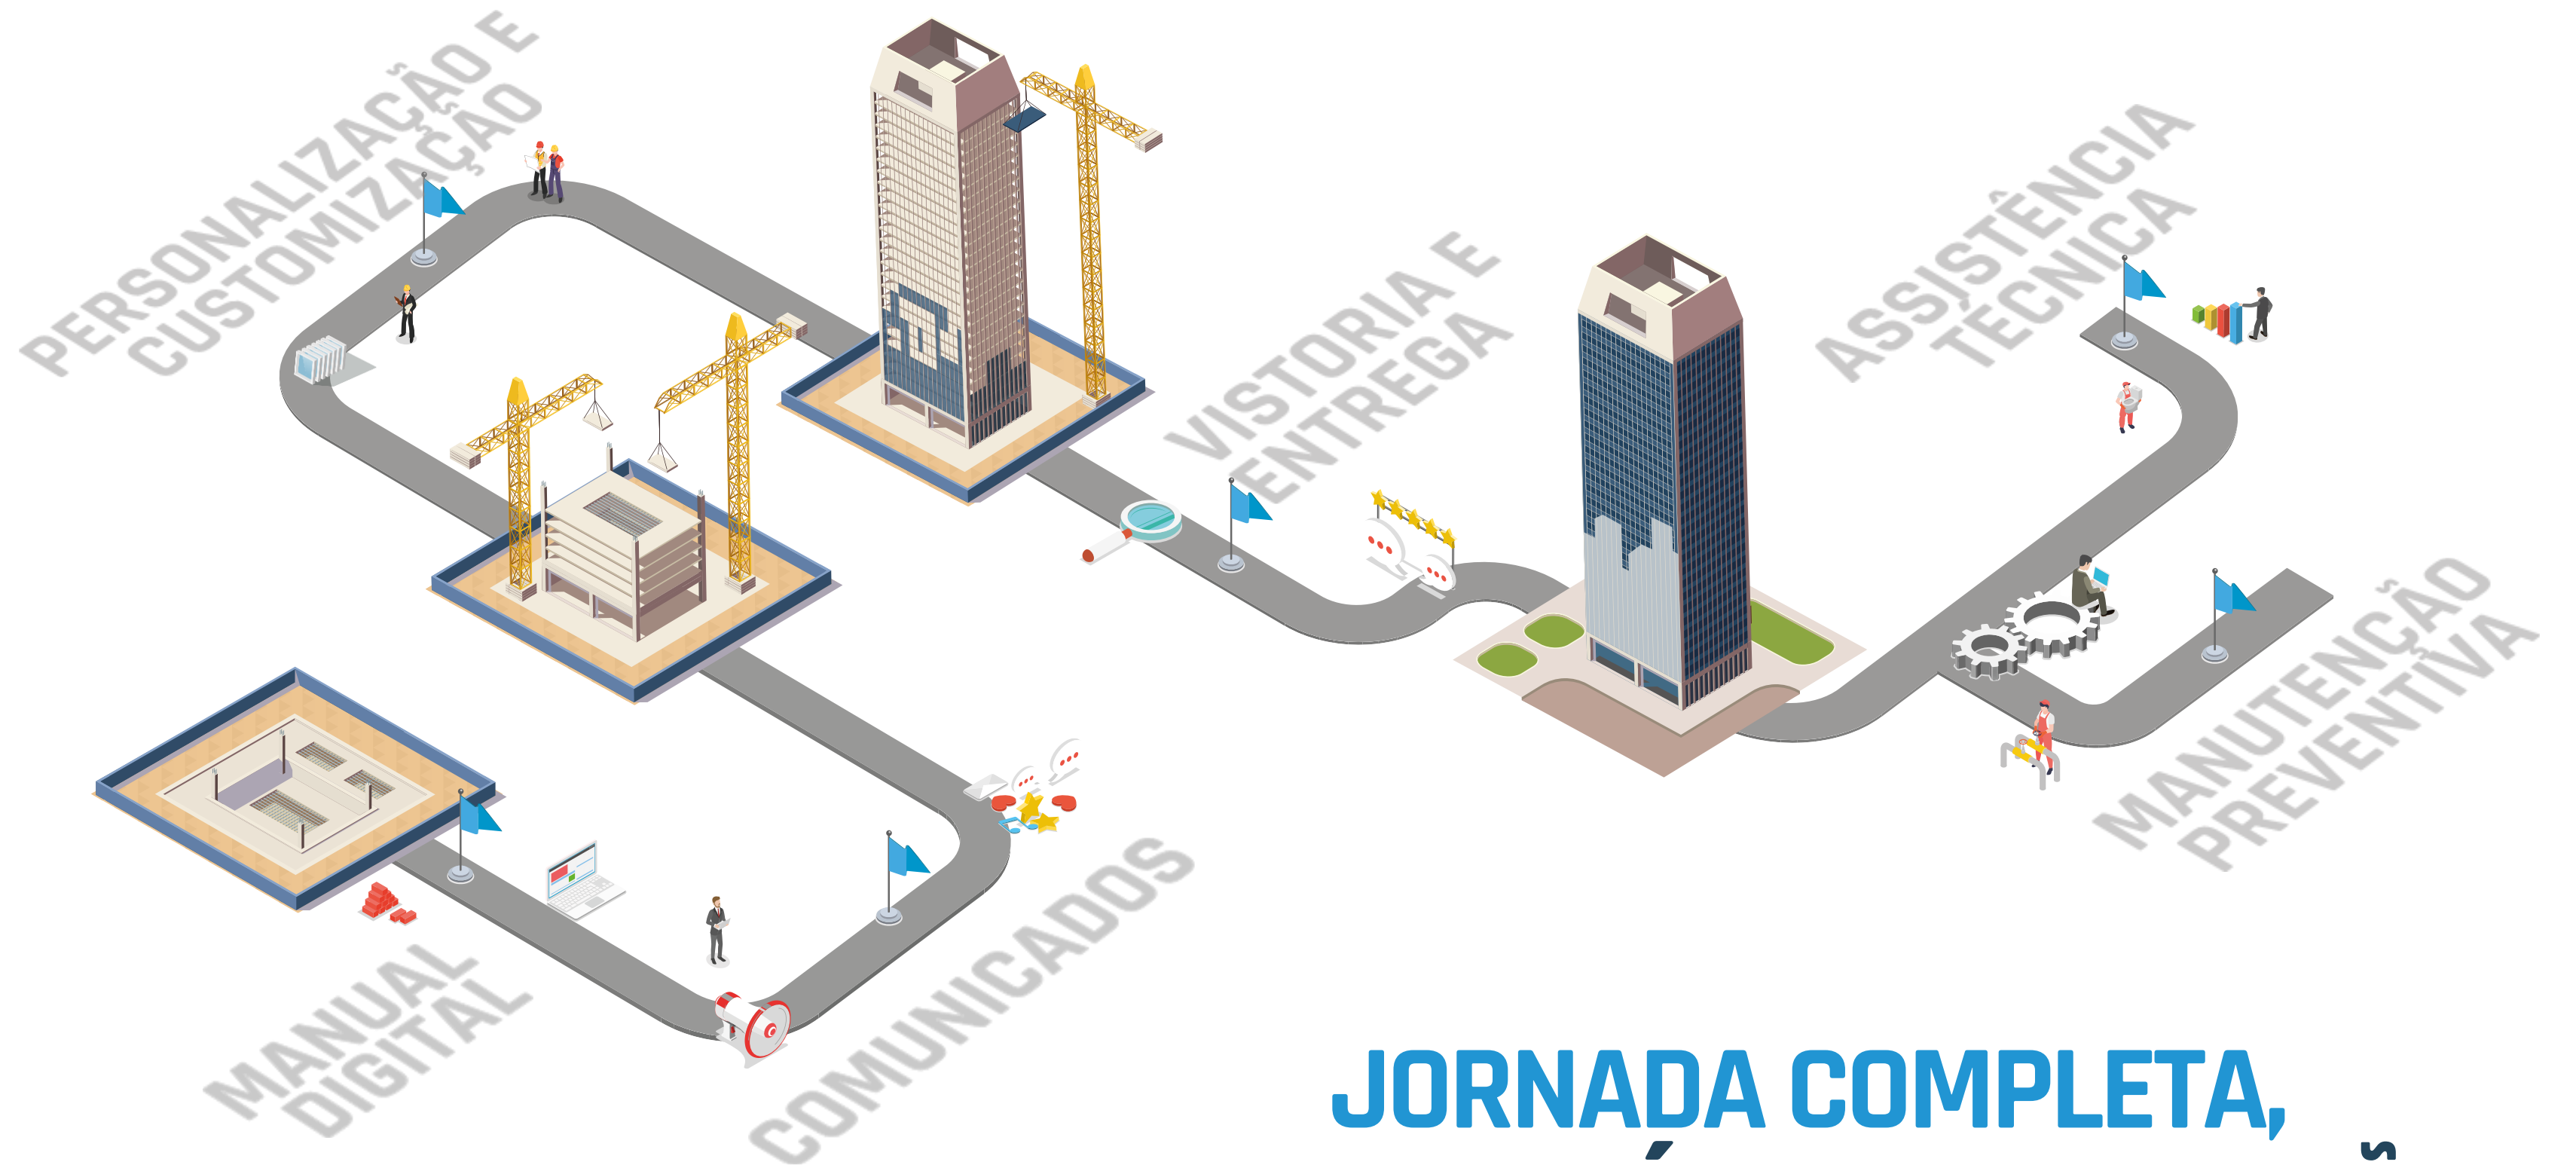 PERSONALIZAÇÃO E
CUSTOMIZAÇÃO
VISTORIA E
ENTREGA
ASSISTÊNCIA
TÉCNICA
MANUTENÇÃO
PREVENTIVA
MANUAL
DIGITAL
COMUNICADOS
JORNADA COMPLETA,